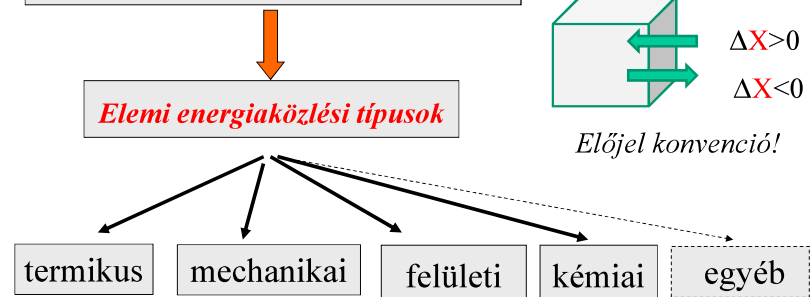 ΔX>0
ΔX<0
Elemi energiaközlési típusok
Előjel konvenció!
termikus
mechanikai
felületi
kémiai
egyéb